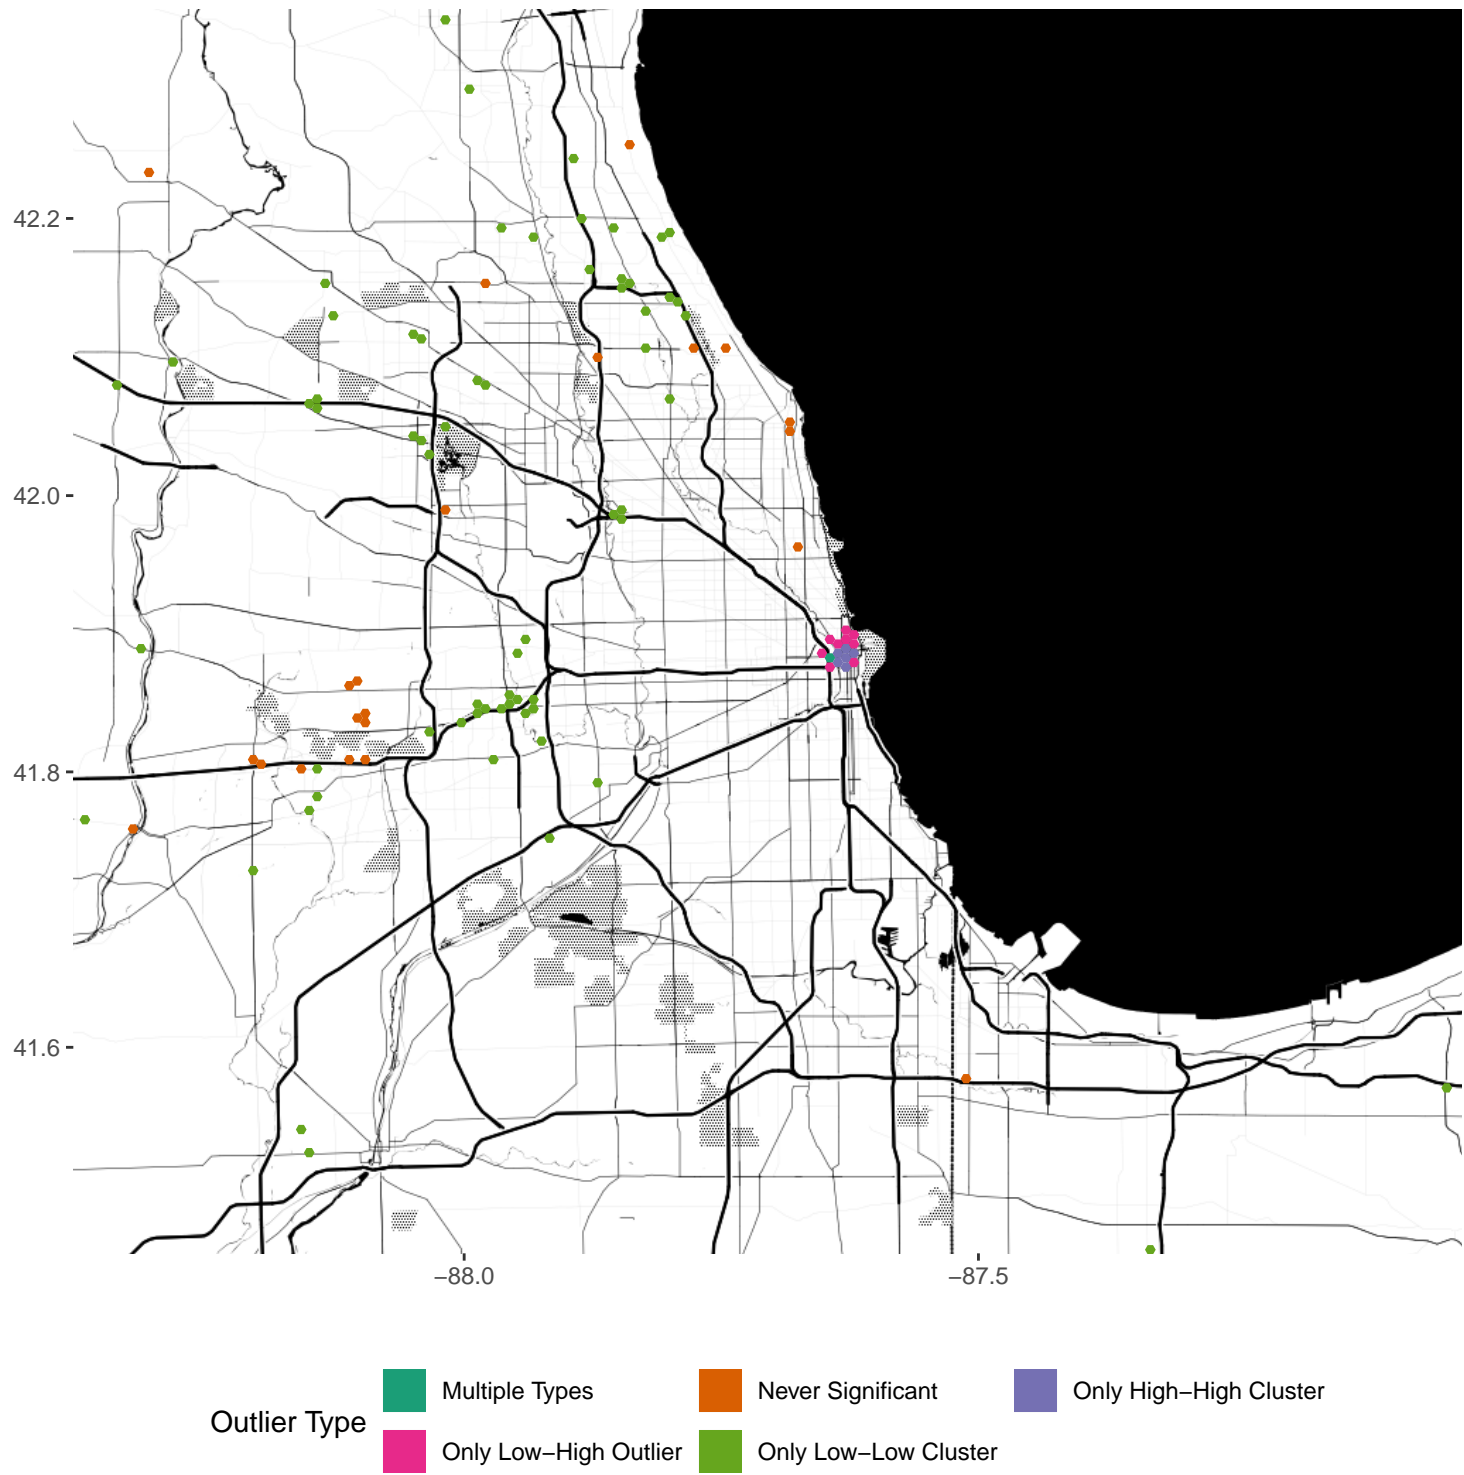 42.2
42.0
41.8
41.6
−88.0 −87.5
Outlier Type
Multiple Types Never Significant Only High−High Cluster
Only Low−High Outlier Only Low−Low Cluster